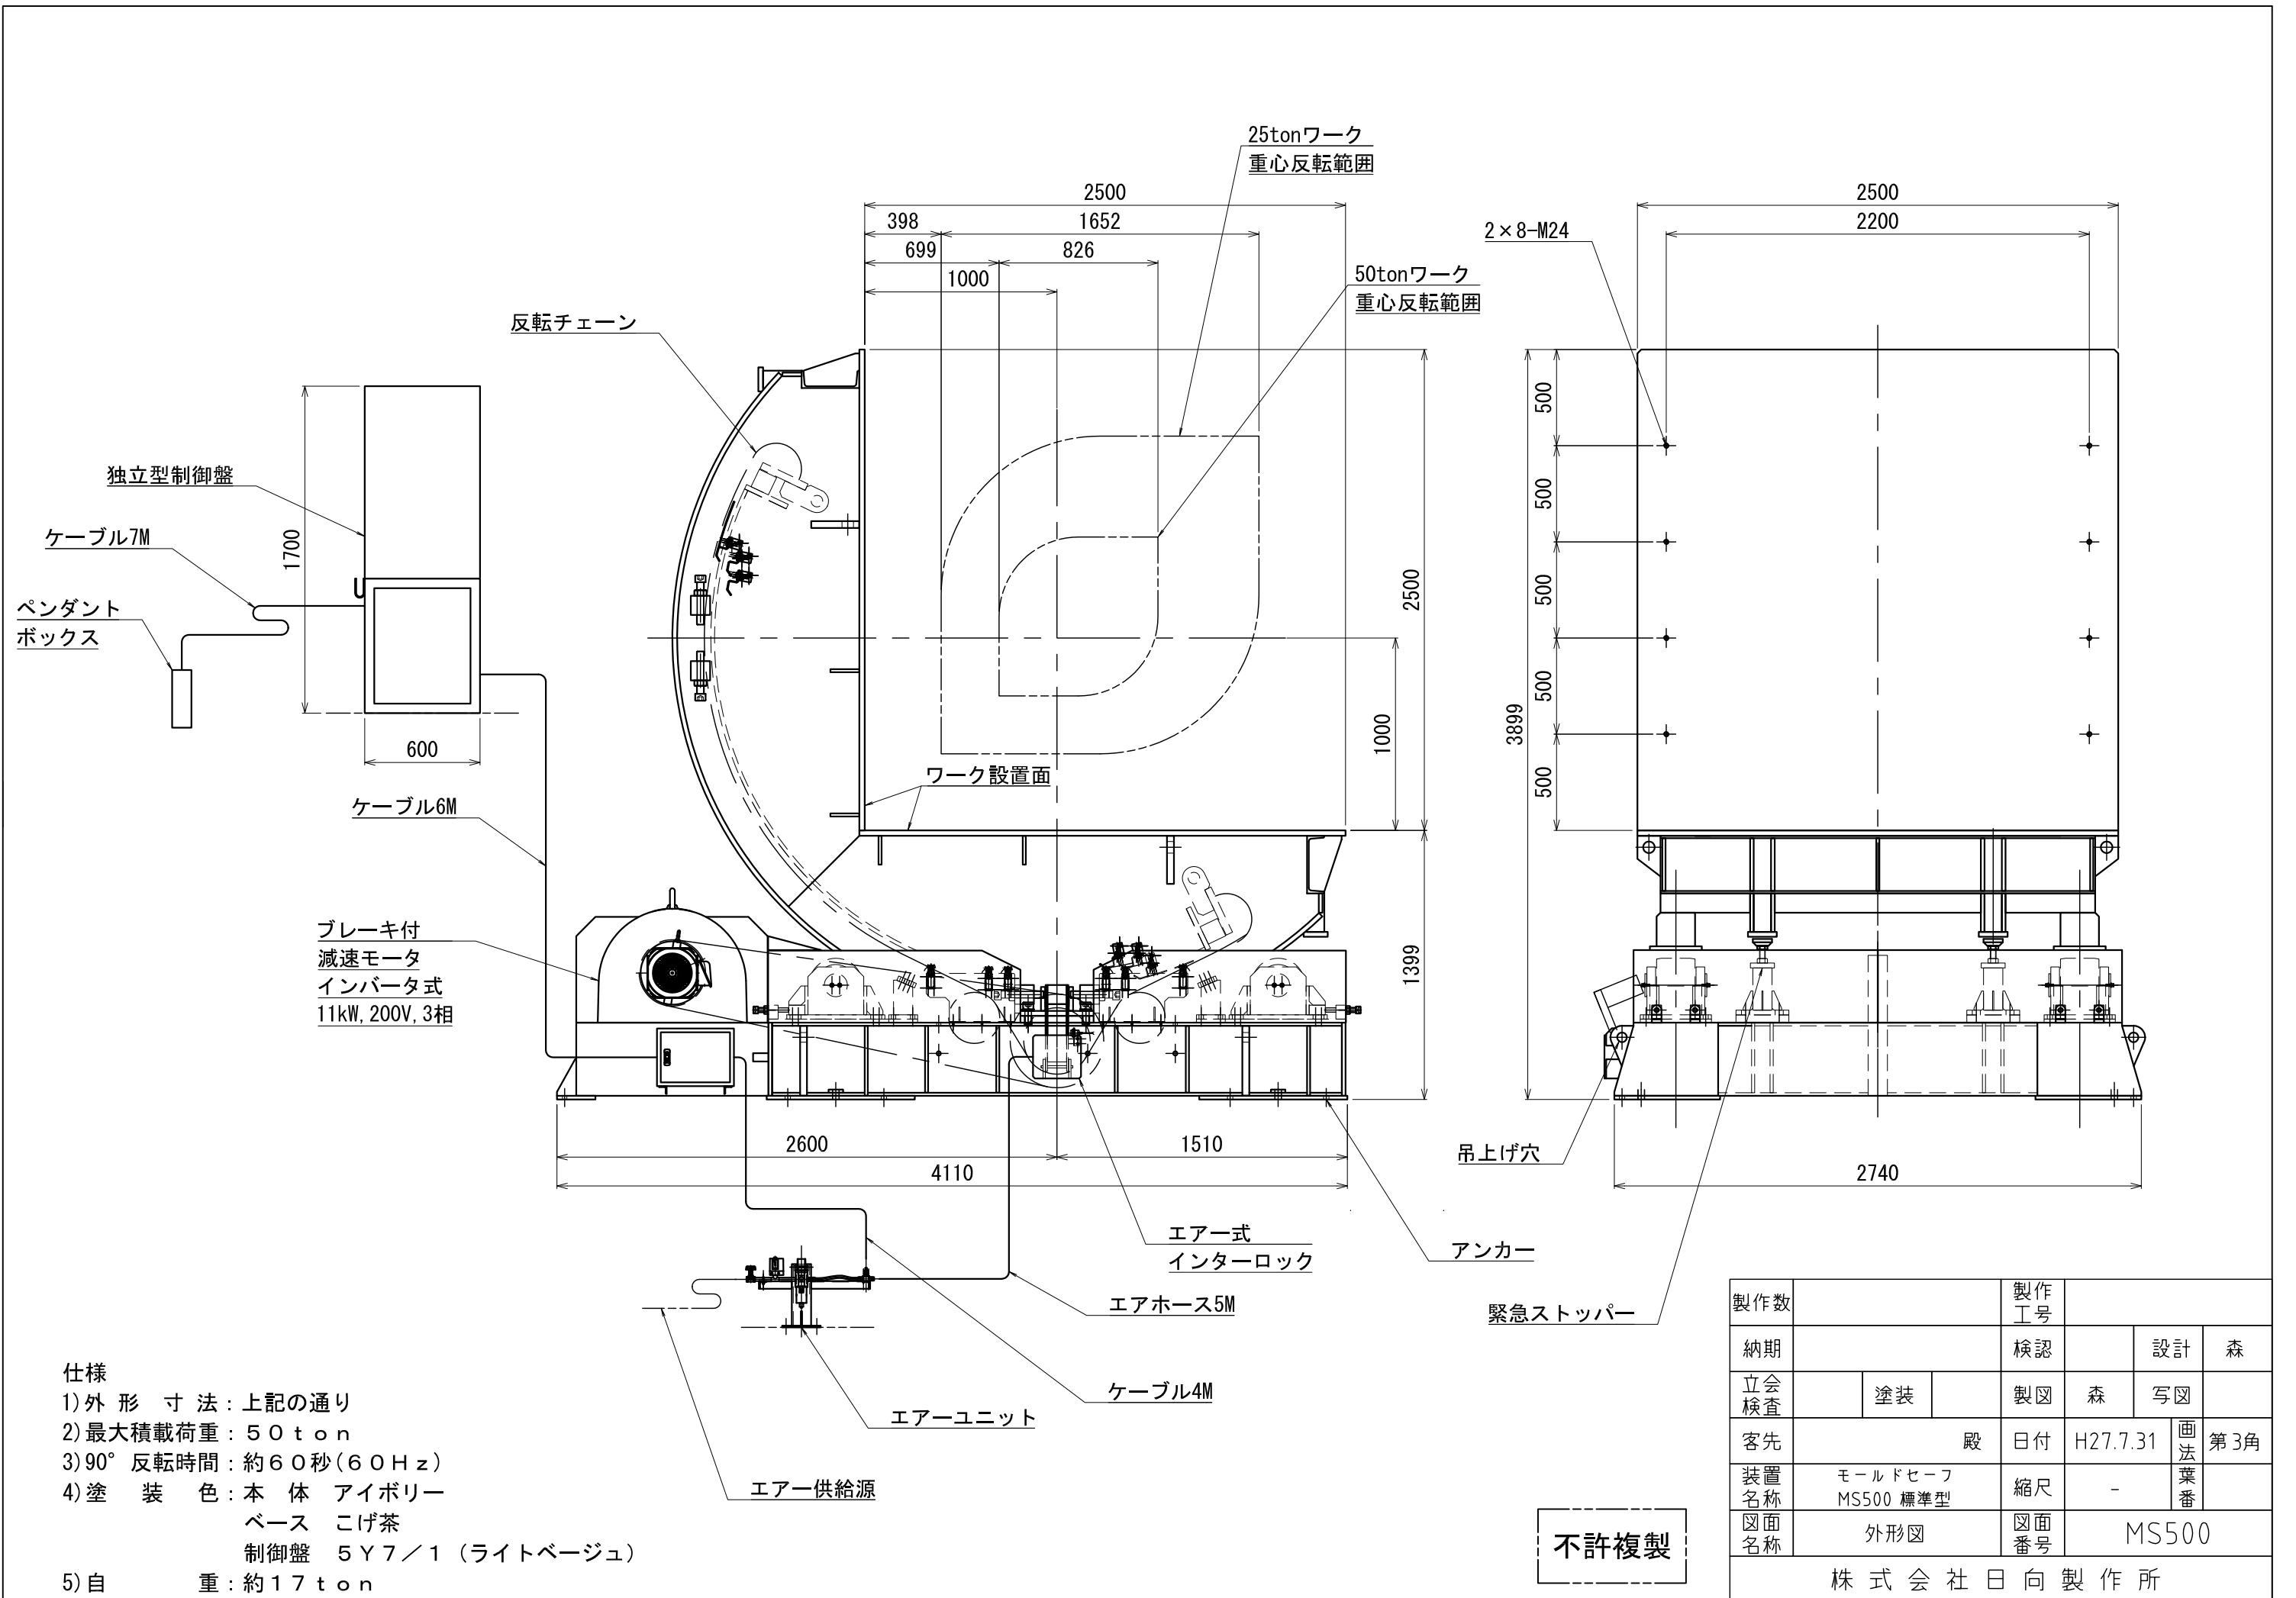 25tonワーク
重心反転範囲
2500
398
1652
699
826
1000
50tonワーク
重心反転範囲
反転チェーン
2500
2200
2×8-M24
500
500
500
500
500
3899
2500
1000
1399
独立型制御盤
ケーブル7M
ペンダント
ボックス
1700
600
ワーク設置面
ケーブル6M
ブレーキ付
減速モータ
インバータ式
11kW,200V,3相
2600
1510
4110
2740
吊上げ穴
エアー式
インターロック
アンカー
エアホース5M
緊急ストッパー
ケーブル4M
エアーユニット
エアー供給源
仕様
1)外 形 寸 法:上記の通り
2)最大積載荷重:50ton
3)90° 反転時間:約60秒(60Hz)
4)塗 装 色:本 体 アイボリー
ベース こげ茶
制御盤 5Y7/1(ライトベージュ)
5)自 重:約17ton
不許複製
製作数
製作
工号
納期
検認
設計
森
立会
検査
塗装
製図
森
写図
客先
殿
日付
H27.7.31
画
法
第3角
装置
名称
モールドセーフ
MS500 標準型
縮尺
-
葉
番
図面
名称
外形図
図面
番号
MS500
株式会社日向製作所